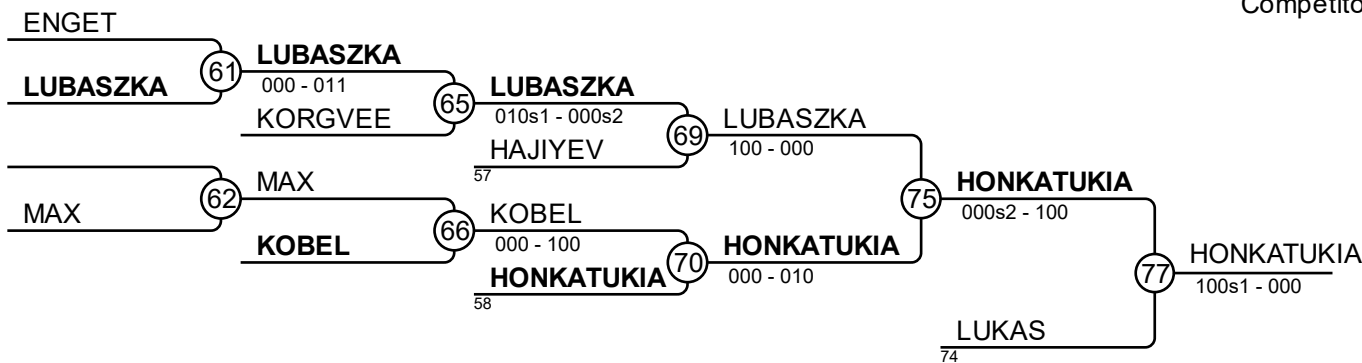 Competito
ENGET
61
LUBASZKA
000 - 011
LUBASZKA
65
LUBASZKA
010s1 - 000s2
KORGVEE
69
LUBASZKA
100 - 000
HAJIYEV
57
75
HONKATUKIA
000s2 - 100
62
MAX
MAX
66
KOBEL
000 - 100
KOBEL
70
HONKATUKIA
000 - 010
HONKATUKIA
58
77
HONKATUKIA
100s1 - 000
LUKAS
74